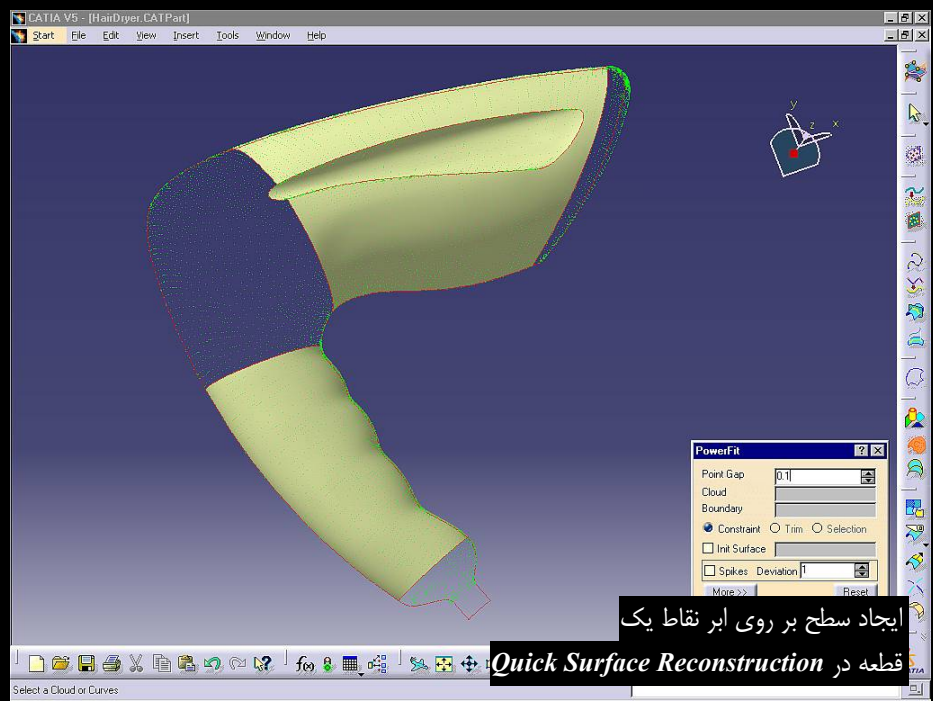 CATIA V5 - [HairDryer.CATPart]
Start File Edit View Insert Tools Window Help
y
z x
PowerFit
Point Gap 0.1
Cloud
Boundary
Constraint Trim Selection
Init Surface
Spikes Deviation 1
More >> Reset
ایجاد سطح بر روی ابر نقاط یک
قطعه در Quick Surface Reconstruction
Select a Cloud or Curves